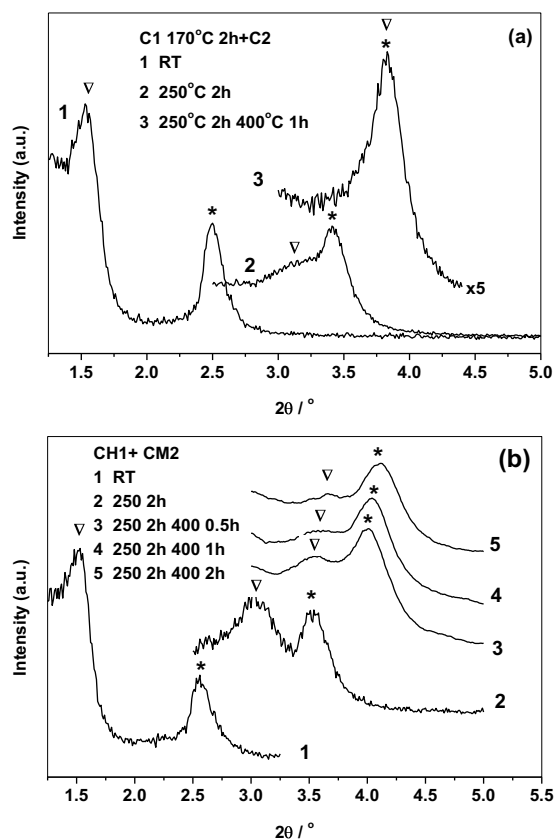 (a)
C1 170°C 2h+C2
1 RT
2 250°C 2h
3 250°C 2h 400°C 1h
∇
*
1
∇
*
2
∇
*
3
∇
*
x5
Intensity (a.u.)
1.5 2.0 2.5 3.0 3.5 4.0 4.5 5.0
2θ / °
(b)
CH1+ CM2
1 RT
2 250 2h
3 250 2h 400 0.5h
4 250 2h 400 1h
5 250 2h 400 2h
∇
*
∇
*
5
∇
*
4
∇
*
3
∇
*
2
1
Intensity (a.u.)
1.5 2.0 2.5 3.0 3.5 4.0 4.5 5.0 5.5
2θ / °